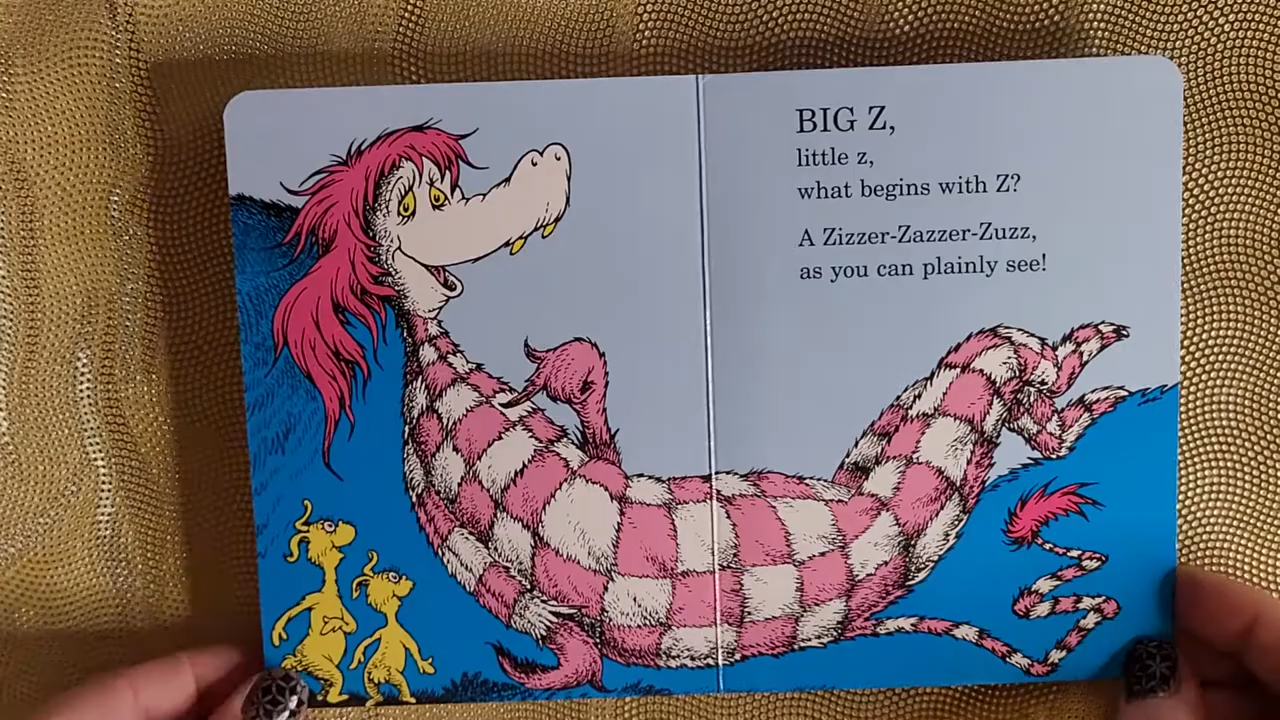 BIG Z,
little z,
what begins with Z?
A Zizzer-Zazzer-Zuzz,
as you can plainly see!